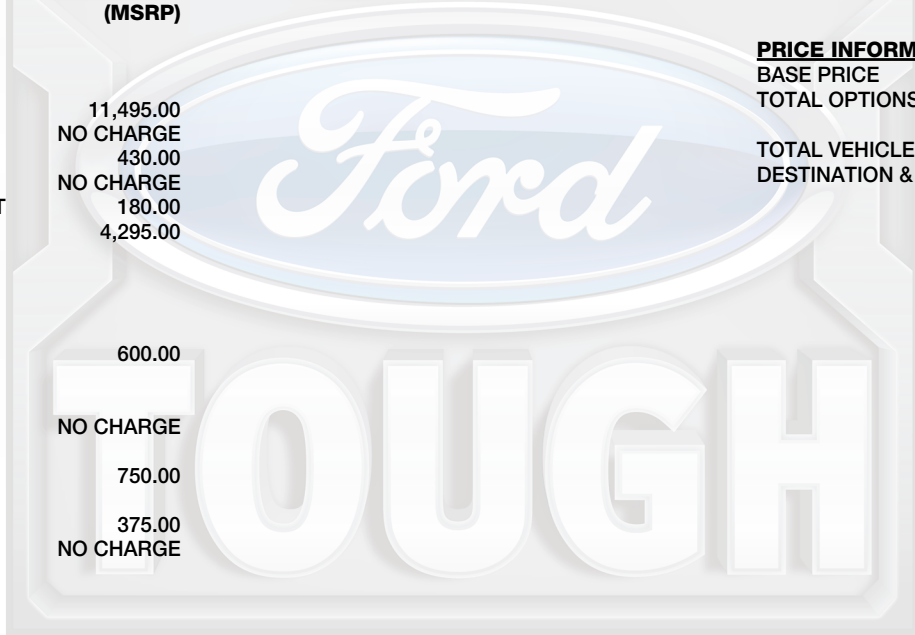 (MSRP)
11,495.00
NO CHARGE
430.00
NO CHARGE
T 180.00
4,295.00
600.00
NO CHARGE
750.00
375.00
NO CHARGE
PRICE INFORM
BASE PRICE
TOTAL OPTIONS
TOTAL VEHICLE
DESTINATION &
Ford
TOUGH